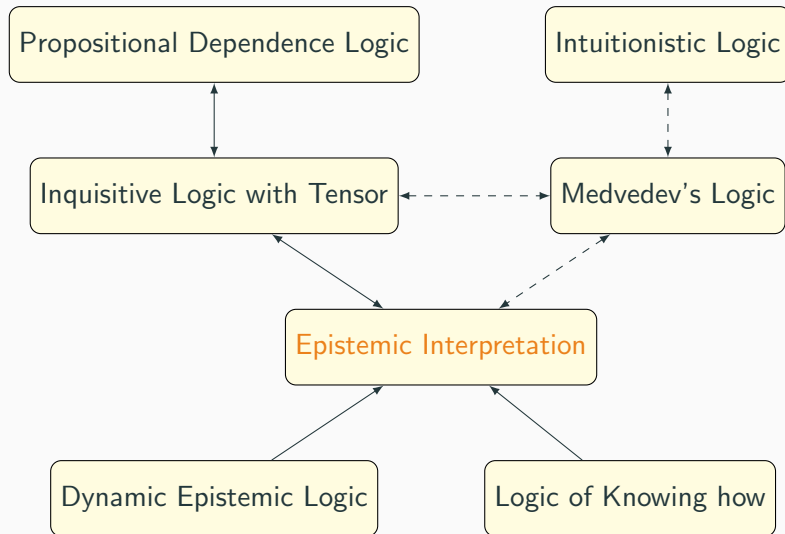 Propositional Dependence Logic
Intuitionistic Logic
Inquisitive Logic with Tensor
Medvedev's Logic
Epistemic Interpretation
Dynamic Epistemic Logic
Logic of Knowing how